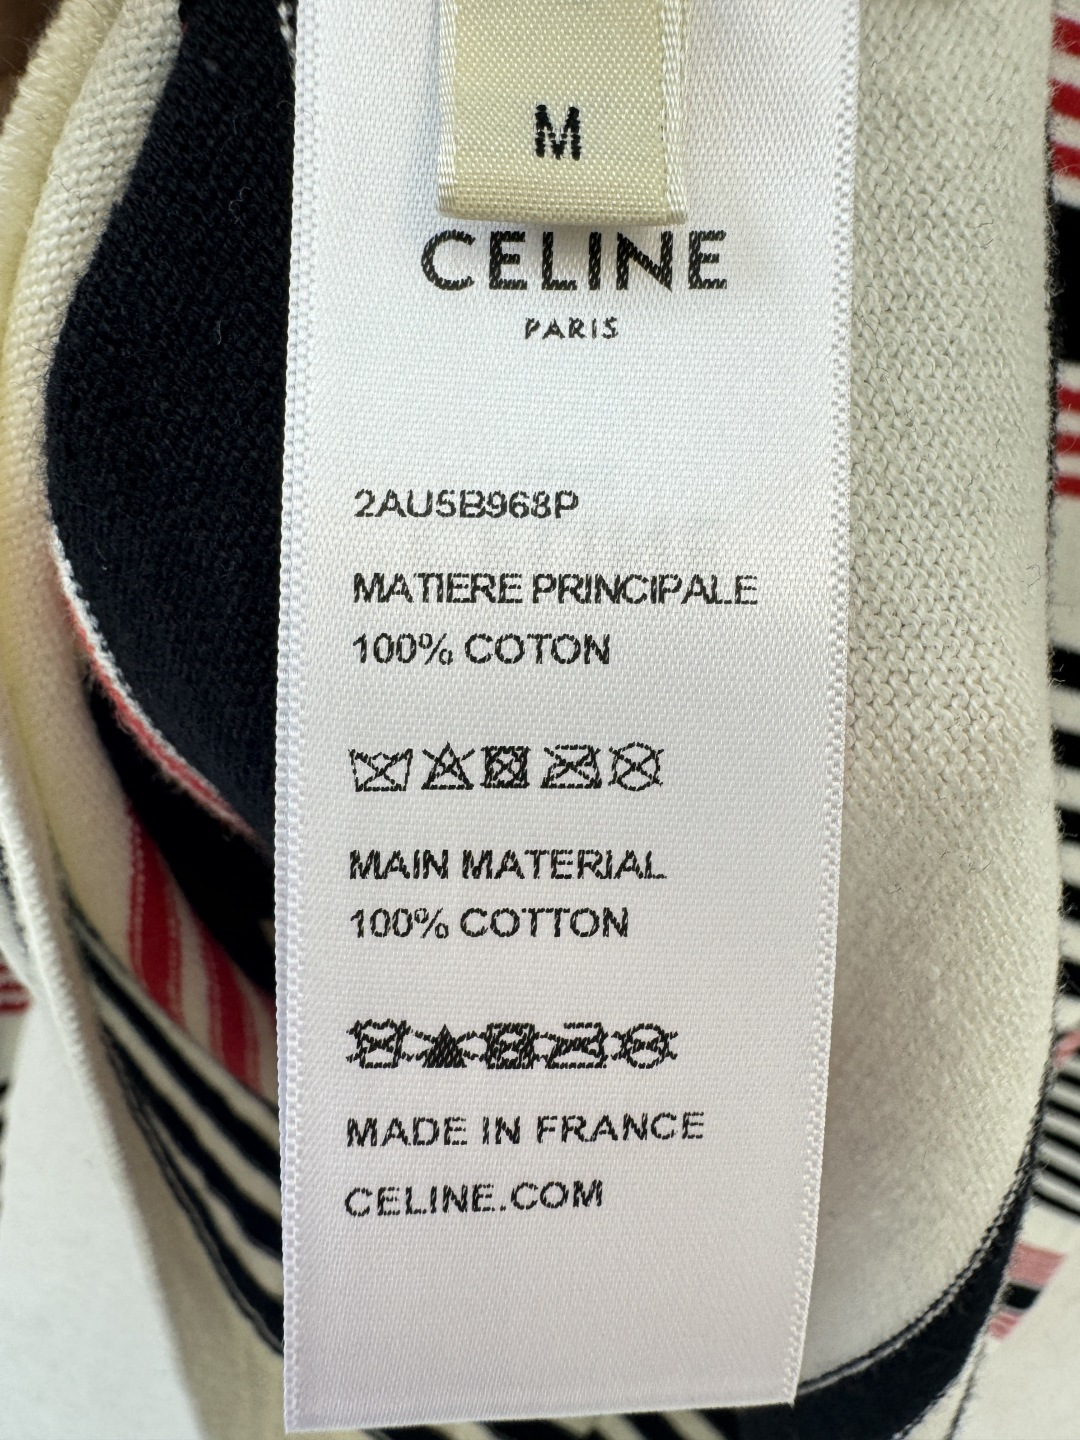 M
CELINE
PARIS
2AU5B968P
MATIERE PRINCIPALE
100% COTON
MAIN MATERIAL
100% COTTON
MADE IN FRANCE
CELINE.COM